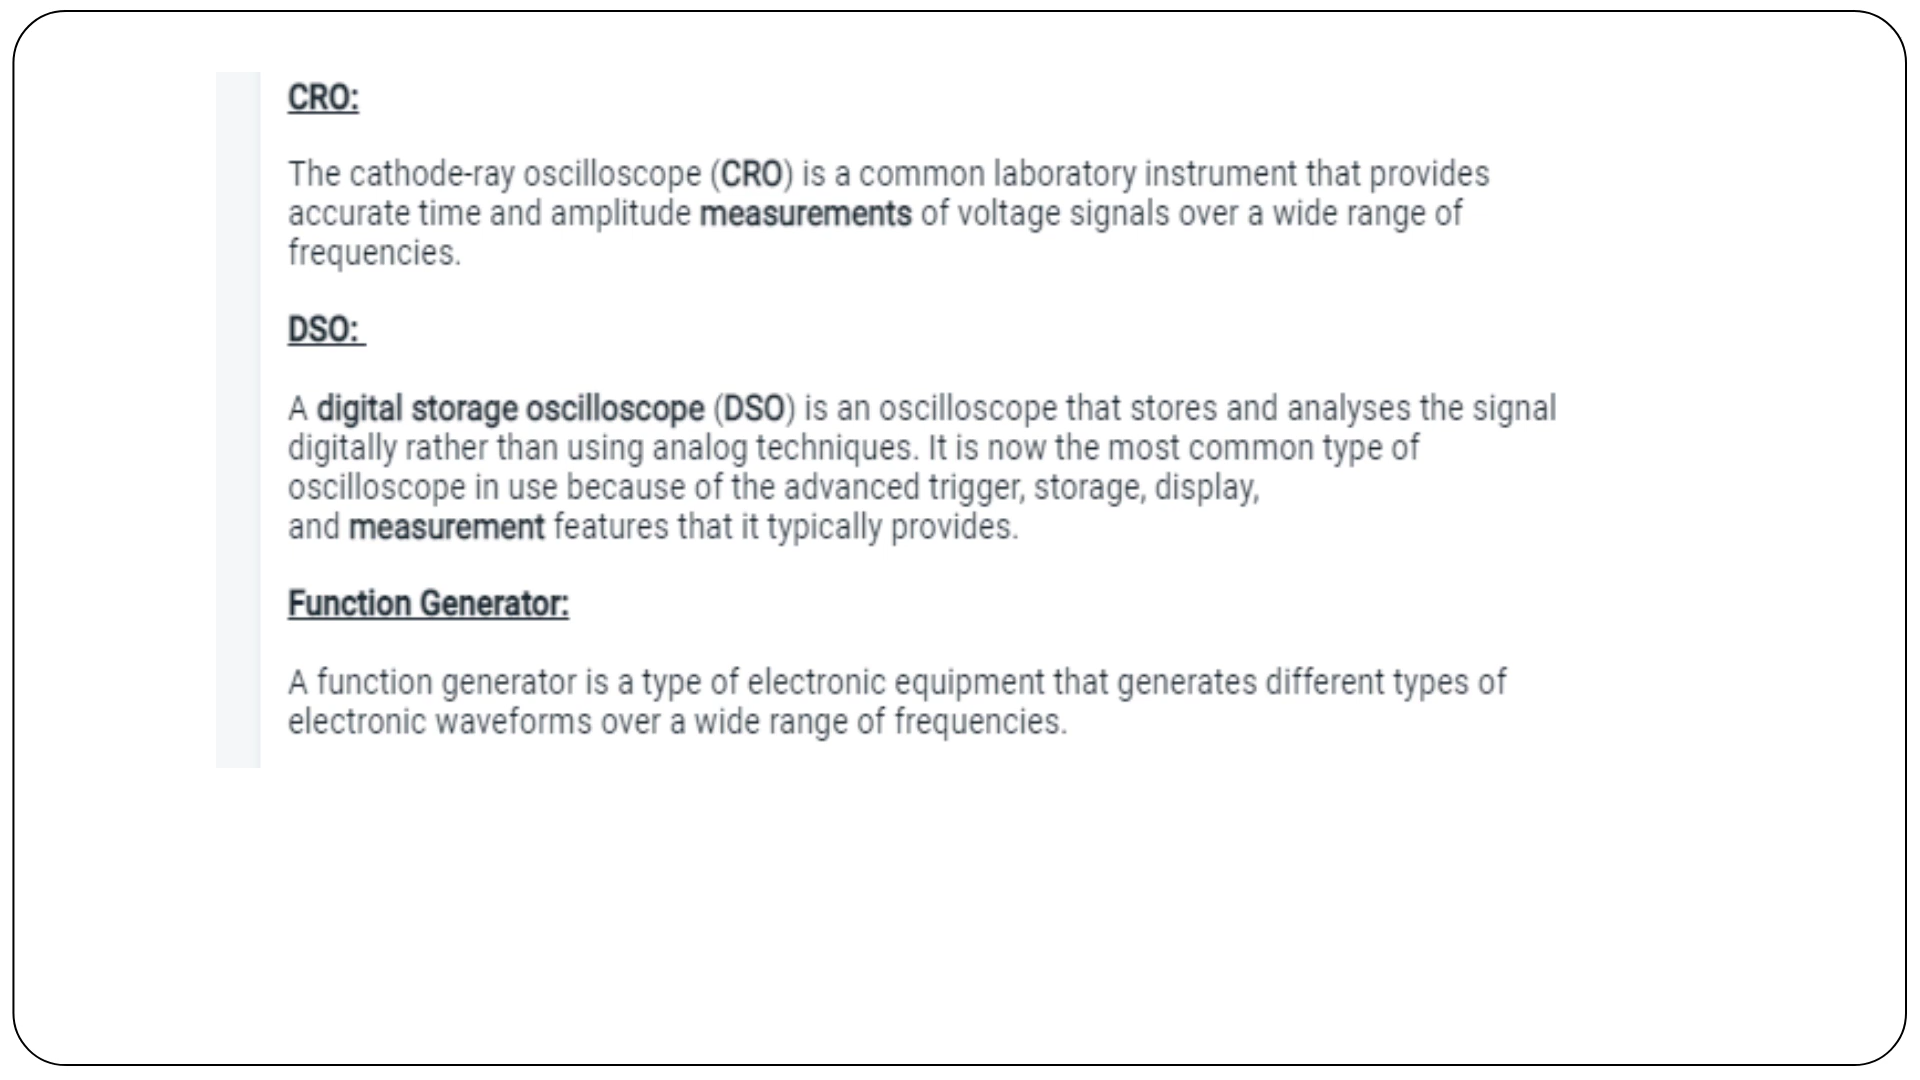 CRO:
The cathode-ray oscilloscope (CRO) is a common laboratory instrument that provides
accurate time and amplitude measurements of voltage signals over a wide range of
frequencies.
DSO:
A digital storage oscilloscope (DSO) is an oscilloscope that stores and analyses the signal
digitally rather than using analog techniques. It is now the most common type of
oscilloscope in use because of the advanced trigger, storage, display,
and measurement features that it typically provides.
Function Generator:
A function generator is a type of electronic equipment that generates different types of
electronic waveforms over a wide range of frequencies.